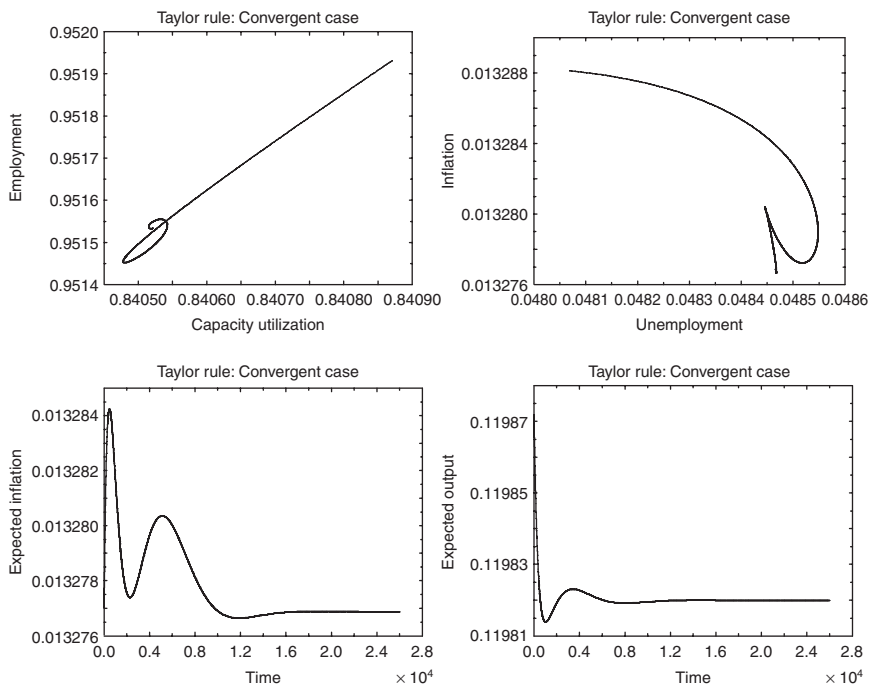 Taylor rule: Convergent case
0.9520
0.9519
0.9518
0.9517
0.9516
0.9515
0.9514
Employment
0.84050 0.84060 0.84070 0.84080 0.84090
Capacity utilization
Taylor rule: Convergent case
0.013288
0.013284
0.013280
0.013276
Inflation
0.0480 0.0481 0.0482 0.0483 0.0484 0.0485 0.0486
Unemployment
Taylor rule: Convergent case
0.013284
0.013282
0.013280
0.013278
0.013276
Expected inflation
0.0 0.4 0.8 1.2 1.6 2.0 2.4 2.8
Time
× 10⁴
Taylor rule: Convergent case
0.11987
0.11985
0.11983
0.11981
Expected output
0.0 0.4 0.8 1.2 1.6 2.0 2.4 2.8
Time
× 10⁴